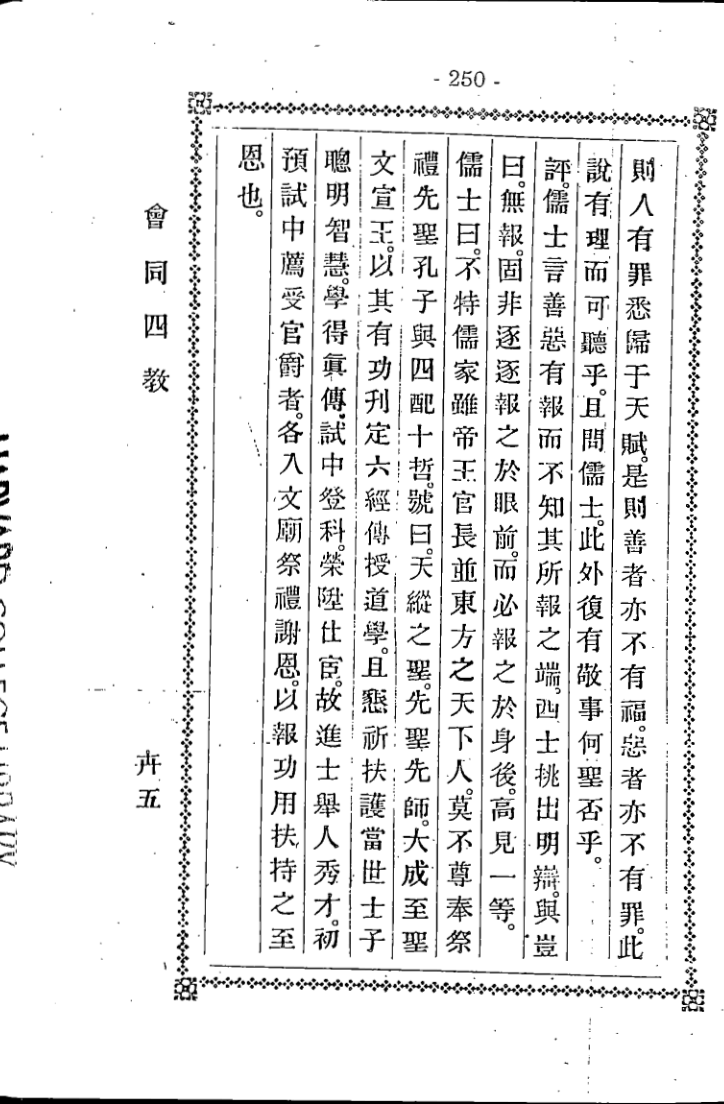 - 250 -
則人有罪悉歸于天賦。是則善者亦不有福。惡者亦不有罪。此
說有理而可聽乎。且問儒士。此外復有敬事何聖否乎。
評。儒士言善惡有報而不知其所報之端。西士挑出明辯。與豈
曰。無報。固非逐逐報之於眼前。而必報之於身後。高見一等。
儒士曰。不特儒家雖帝王官長並東方之天下人。莫不尊奉祭
禮先聖孔子與四配十哲。號曰。天縱之聖。先聖先師。大成至聖
文宣王。以其有功刊定六經傳授道學。且懇祈扶護當世士子
聰明智慧。學得眞傳。試中登科。榮陞仕宦。故進士舉人秀才。初
預試中薦受官爵者。各入文廟祭禮謝恩。以報功用扶持之至
恩也。
會同四教
卉五
HARVARD COLLEGE LIBRARY